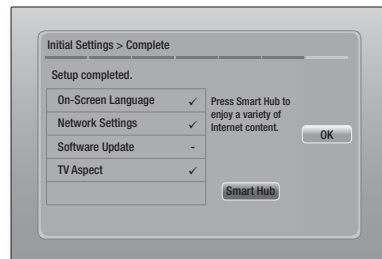 Initial Settings > Complete
Setup completed.
On-Screen Language ✓
Network Settings ✓
Software Update -
TV Aspect ✓
Press Smart Hub to
enjoy a variety of
Internet content.
Smart Hub
OK